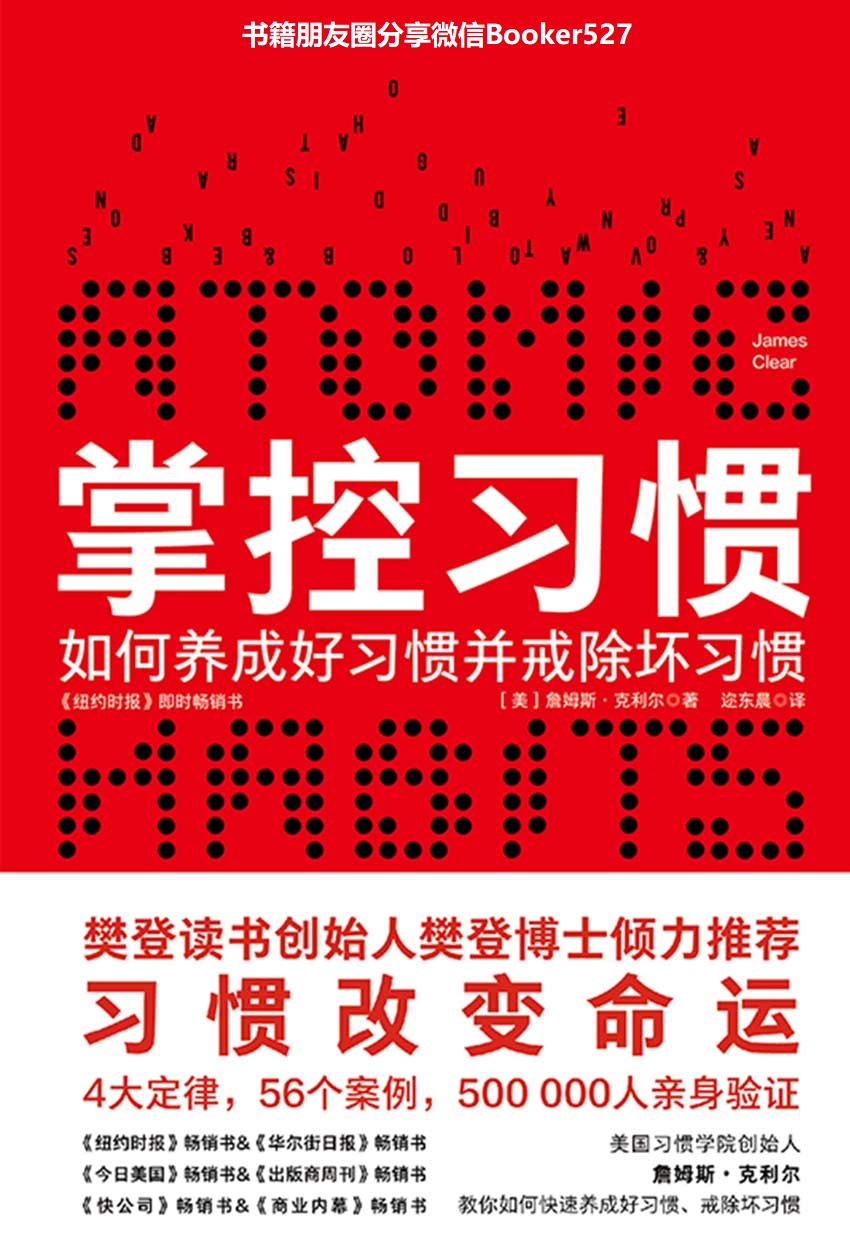 书籍朋友圈分享微信Booker527
ATOMIC
James
Clear
掌控习惯
如何养成好习惯并戒除坏习惯
《纽约时报》即时畅销书
[美]詹姆斯·克利尔◎著 迩东晨◎译
HABITS
樊登读书创始人樊登博士倾力推荐
习惯改变命运
4大定律，56个案例，500 000人亲身验证
《纽约时报》畅销书&《华尔街日报》畅销书
《今日美国》畅销书&《出版商周刊》畅销书
《快公司》畅销书&《商业内幕》畅销书
美国习惯学院创始人
詹姆斯·克利尔
教你如何快速养成好习惯、戒除坏习惯